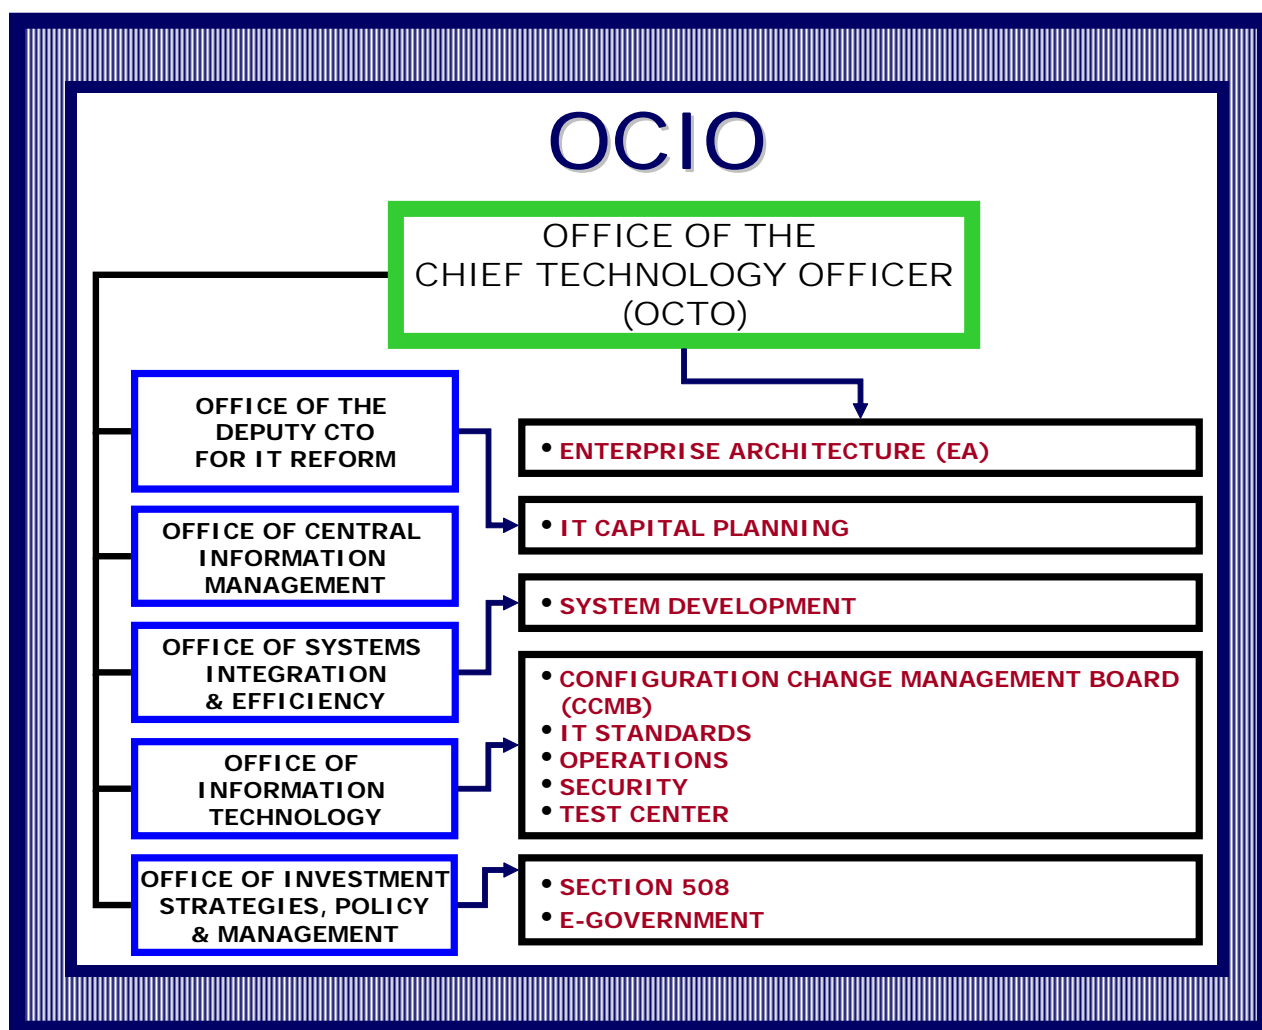 OCIO
OFFICE OF THE
CHIEF TECHNOLOGY OFFICER
(OCTO)
OFFICE OF THE
DEPUTY CTO
FOR IT REFORM
OFFICE OF CENTRAL
INFORMATION
MANAGEMENT
OFFICE OF SYSTEMS
INTEGRATION
& EFFICIENCY
OFFICE OF
INFORMATION
TECHNOLOGY
OFFICE OF INVESTMENT
STRATEGIES, POLICY
& MANAGEMENT
• ENTERPRISE ARCHITECTURE (EA)
• IT CAPITAL PLANNING
• SYSTEM DEVELOPMENT
• CONFIGURATION CHANGE MANAGEMENT BOARD
(CCMB)
• IT STANDARDS
• OPERATIONS
• SECURITY
• TEST CENTER
• SECTION 508
• E-GOVERNMENT